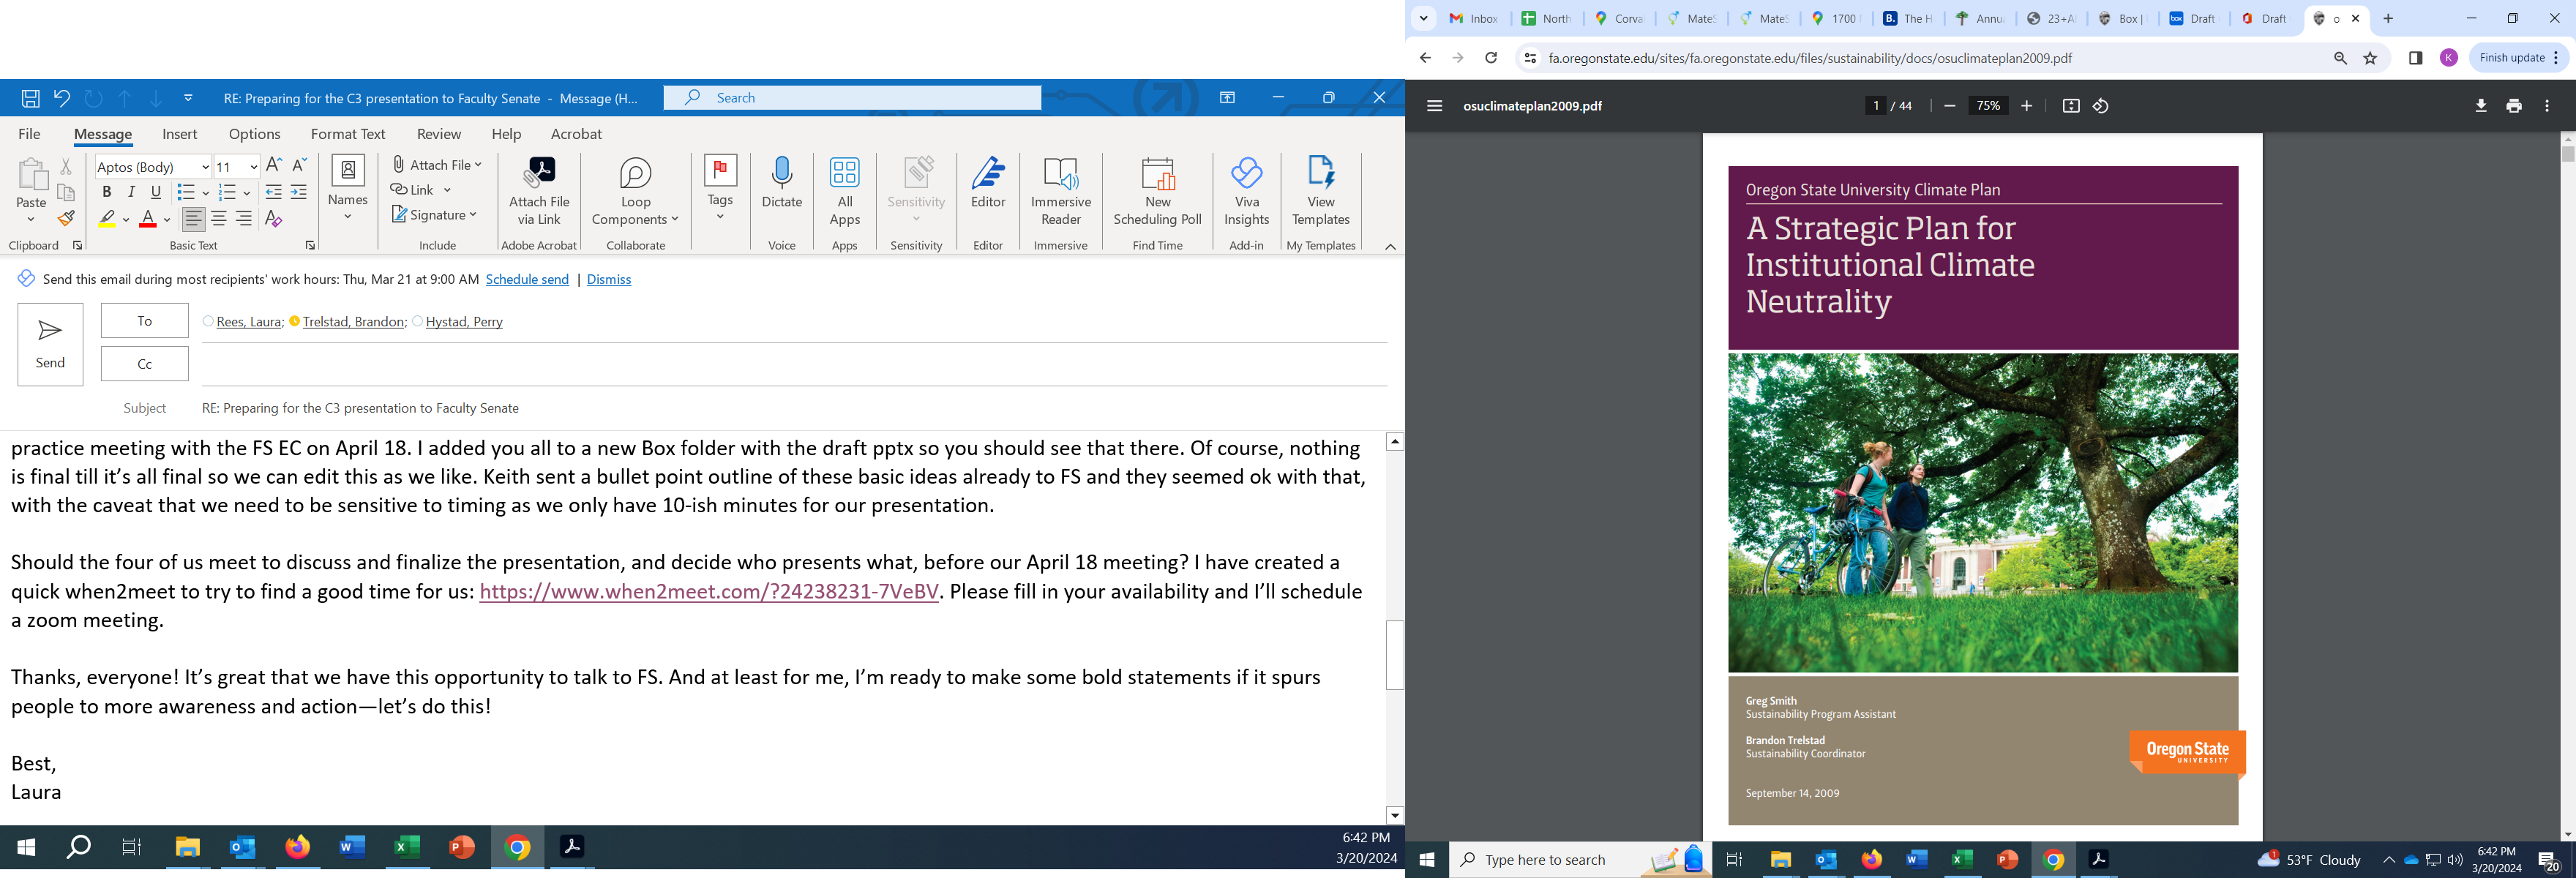 RE: Preparing for the C3 presentation to Faculty Senate - Message (H...
Search
File Message Insert Options Format Text Review Help Acrobat
Aptos (Body) 11
Paste
B I U
Clipboard
Basic Text
Names
Attach File
Link
Signature
Include
Attach File via Link
Adobe Acrobat
Loop Components
Collaborate
Tags
Dictate
Voice
All Apps
Apps
Sensitivity
Sensitivity
Editor
Editor
Immersive Reader
Immersive
New Scheduling Poll
Find Time
Viva Insights
Add-in
View Templates
My Templates
Send this email during most recipients' work hours: Thu, Mar 21 at 9:00 AM Schedule send | Dismiss
Send
To
Rees, Laura; Trelstad, Brandon; Hystad, Perry
Cc
Subject
RE: Preparing for the C3 presentation to Faculty Senate
practice meeting with the FS EC on April 18. I added you all to a new Box folder with the draft pptx so you should see that there. Of course, nothing
is final till it's all final so we can edit this as we like. Keith sent a bullet point outline of these basic ideas already to FS and they seemed ok with that,
with the caveat that we need to be sensitive to timing as we only have 10-ish minutes for our presentation.
Should the four of us meet to discuss and finalize the presentation, and decide who presents what, before our April 18 meeting? I have created a
quick when2meet to try to find a good time for us: https://www.when2meet.com/?24238231-7VeBV. Please fill in your availability and I'll schedule
a zoom meeting.
Thanks, everyone! It's great that we have this opportunity to talk to FS. And at least for me, I'm ready to make some bold statements if it spurs
people to more awareness and action—let's do this!
Best,
Laura
6:42 PM
3/20/2024
Inbox North Corva MateS MateS 1700 The H Annu 23+A Box | Draft Draft o
fa.oregonstate.edu/sites/fa.oregonstate.edu/files/sustainability/docs/osuclimateplan2009.pdf
K
Finish update
osuclimateplan2009.pdf
1 / 44
75%
Oregon State University Climate Plan
A Strategic Plan for
Institutional Climate
Neutrality
Greg Smith
Sustainability Program Assistant
Brandon Trelstad
Sustainability Coordinator
September 14, 2009
Oregon State
UNIVERSITY
Type here to search
53°F Cloudy
6:42 PM
3/20/2024
20